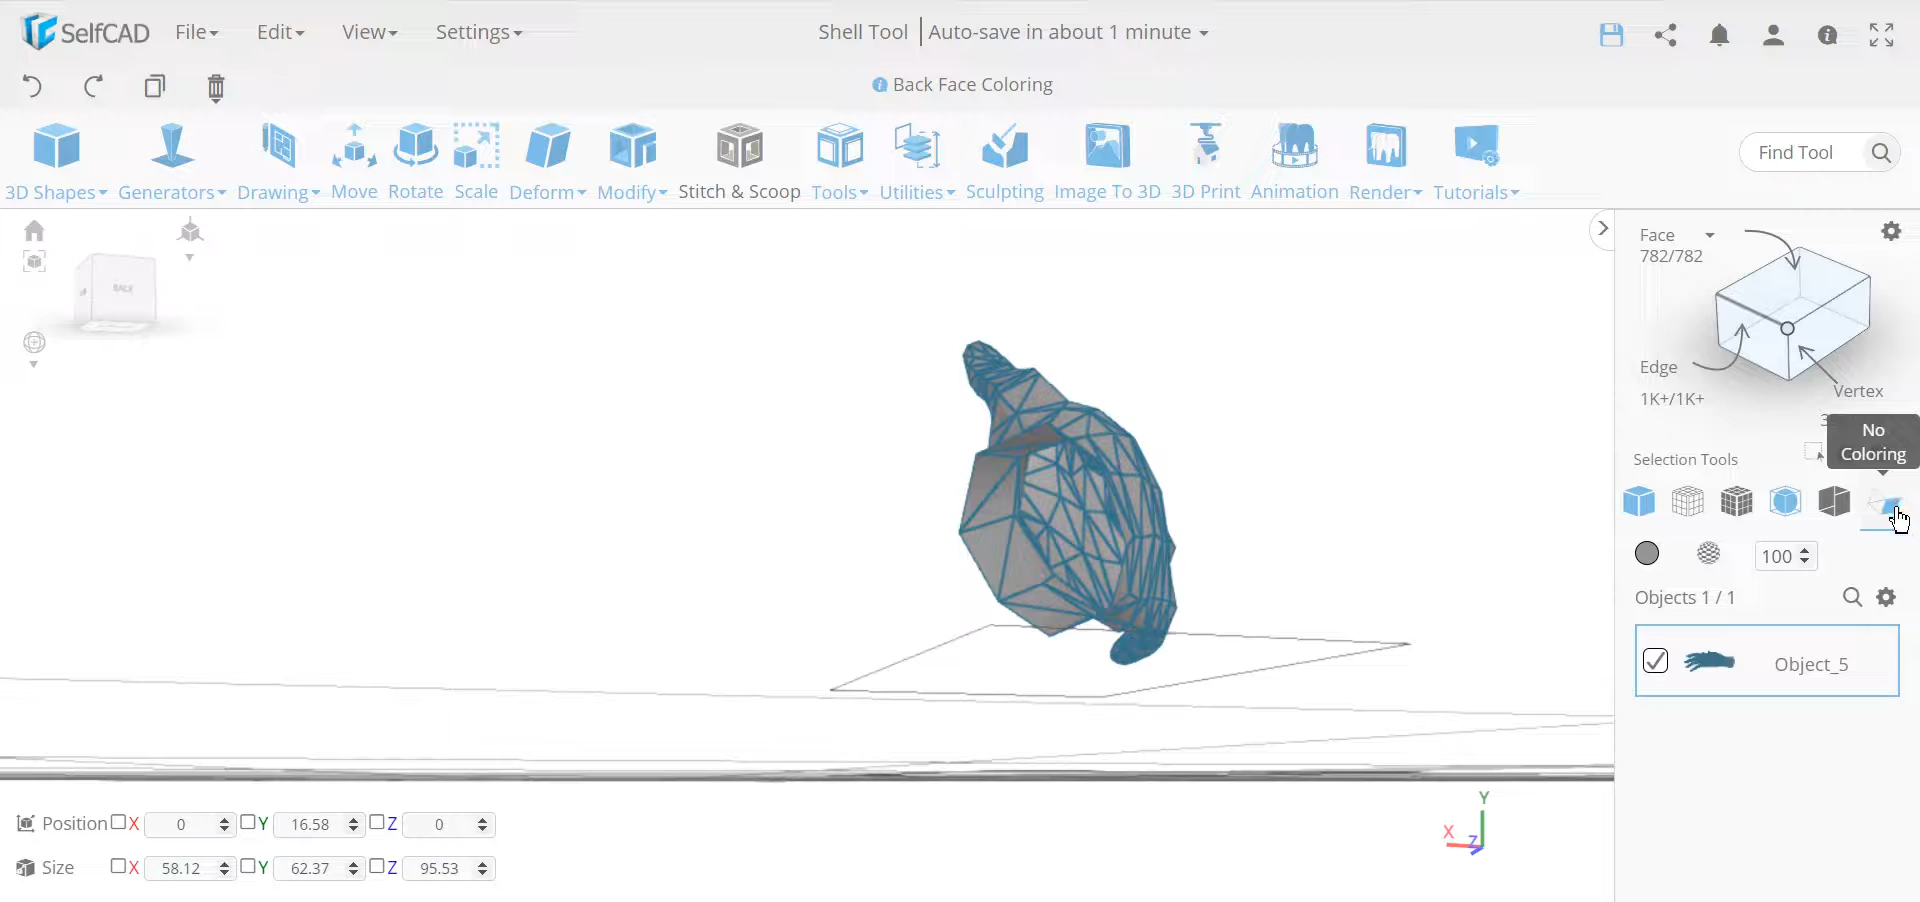 SelfCAD File Edit View Settings Shell Tool Auto-save in about 1 minute
Back Face Coloring
3D Shapes Generators Drawing Move Rotate Scale Deform Modify Stitch & Scoop Tools Utilities Sculpting Image To 3D 3D Print Animation Render Tutorials
Find Tool
BACK
Face
782/782
Edge
1K+/1K+
Vertex
No
Coloring
Selection Tools
100
Objects 1 / 1
Object_5
Position X 0 Y 16.58 Z 0
Size X 58.12 Y 62.37 Z 95.53
Y
X
Z